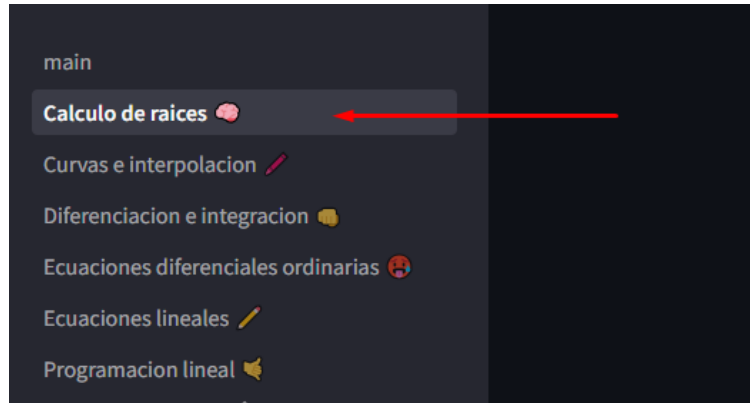 main
Calculo de raices 🧠
Curvas e interpolacion 🖊️
Diferenciacion e integracion 👊
Ecuaciones diferenciales ordinarias 🥵
Ecuaciones lineales ✏️
Programacion lineal 🤙